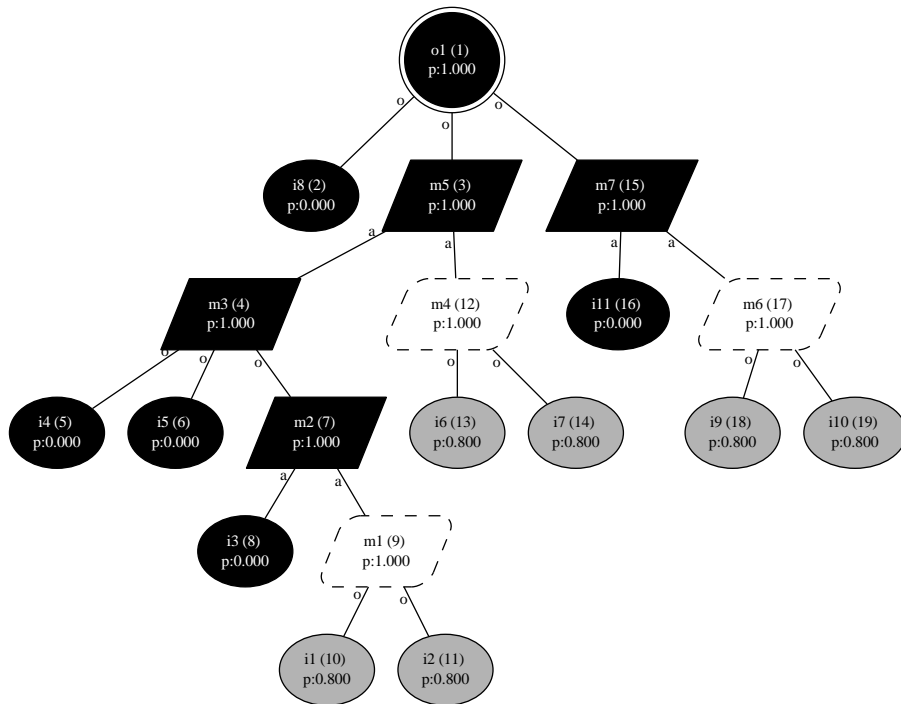 o1 (1)
p:1.000
o
o
o
i8 (2)
p:0.000
m5 (3)
p:1.000
m7 (15)
p:1.000
a
a
a
a
m3 (4)
p:1.000
m4 (12)
p:1.000
i11 (16)
p:0.000
m6 (17)
p:1.000
o
o
o
o
o
o
o
i4 (5)
p:0.000
i5 (6)
p:0.000
m2 (7)
p:1.000
i6 (13)
p:0.800
i7 (14)
p:0.800
i9 (18)
p:0.800
i10 (19)
p:0.800
a
a
i3 (8)
p:0.000
m1 (9)
p:1.000
o
o
i1 (10)
p:0.800
i2 (11)
p:0.800